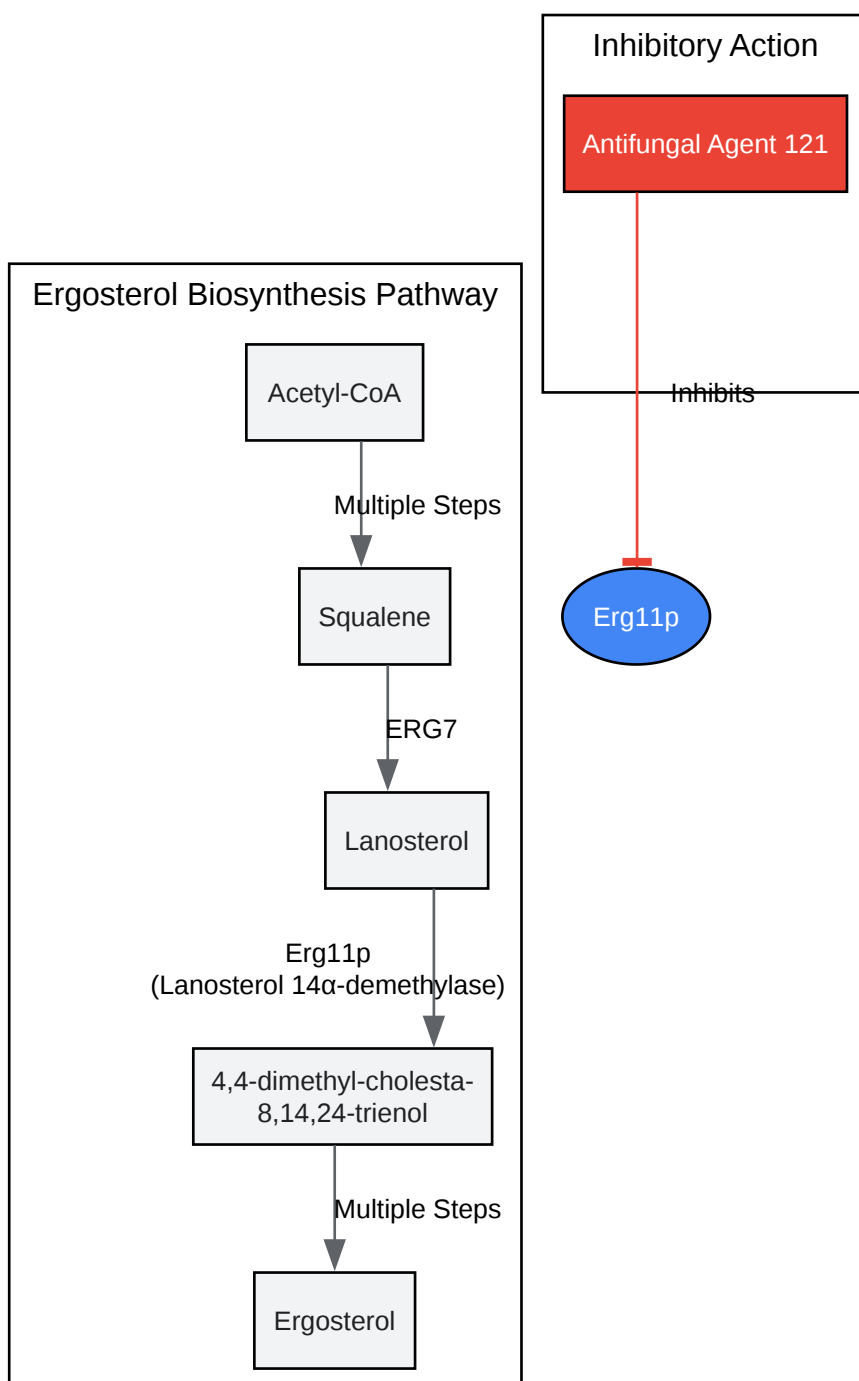 Inhibitory Action
Antifungal Agent 121
Inhibits
Erg11p
Ergosterol Biosynthesis Pathway
Acetyl-CoA
Multiple Steps
Squalene
ERG7
Lanosterol
Erg11p
(Lanosterol 14α-demethylase)
4,4-dimethyl-cholesta-
8,14,24-trienol
Multiple Steps
Ergosterol